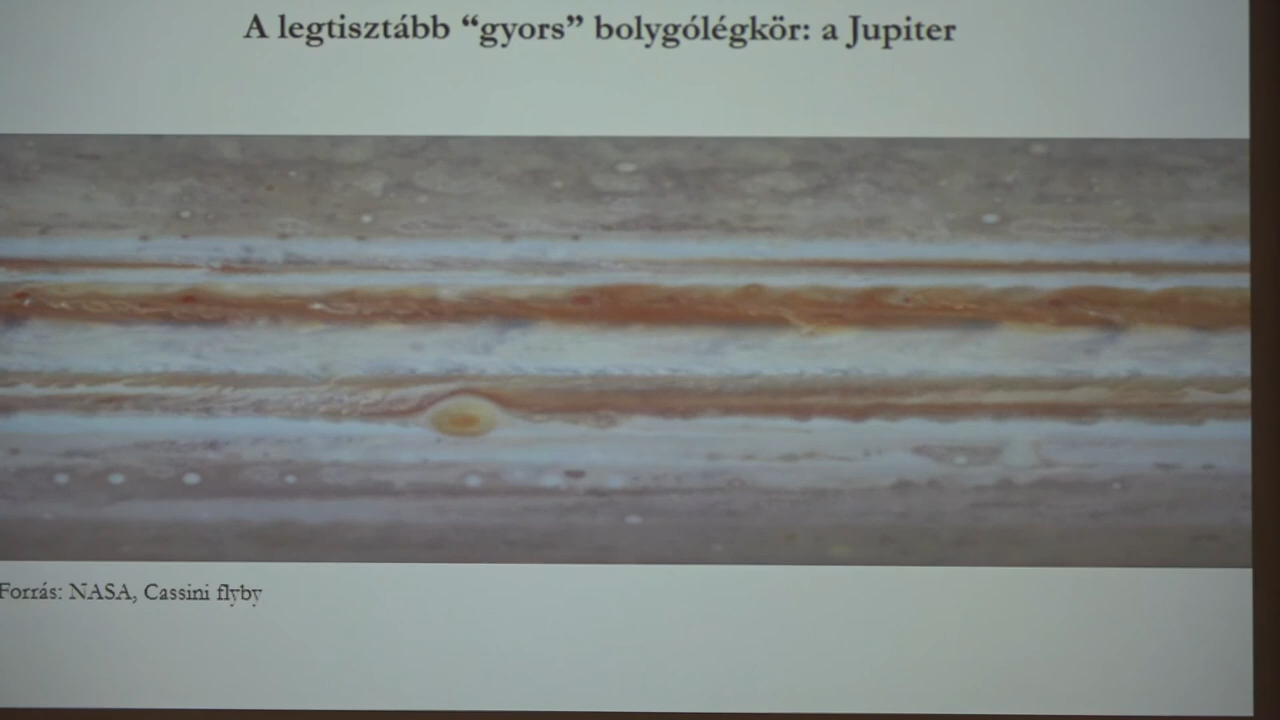 A legtisztább “gyors” bolygólégkör: a Jupiter
Forrás: NASA, Cassini flyby